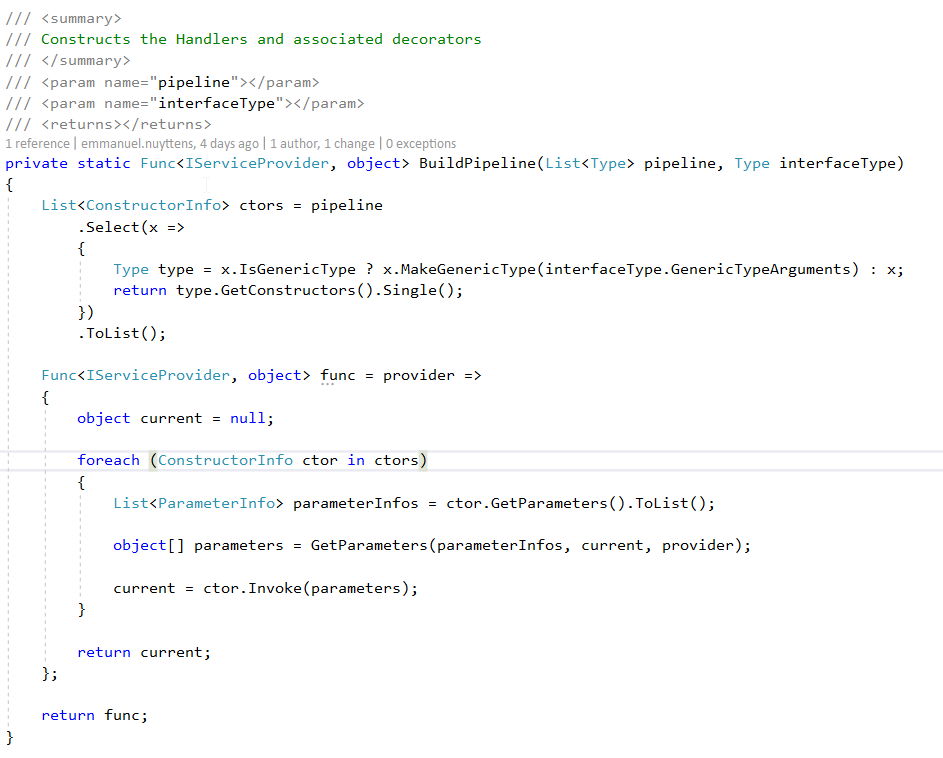 /// <summary>
/// Constructs the Handlers and associated decorators
/// </summary>
/// <param name="pipeline"></param>
/// <param name="interfaceType"></param>
/// <returns></returns>
1 reference | emmanuel.nuyttens, 4 days ago | 1 author, 1 change | 0 exceptions
private static Func<IServiceProvider, object> BuildPipeline(List<Type> pipeline, Type interfaceType)
{
    List<ConstructorInfo> ctors = pipeline
        .Select(x =>
        {
            Type type = x.IsGenericType ? x.MakeGenericType(interfaceType.GenericTypeArguments) : x;
            return type.GetConstructors().Single();
        })
        .ToList();

    Func<IServiceProvider, object> func = provider =>
    {
        object current = null;

        foreach (ConstructorInfo ctor in ctors)
        {
            List<ParameterInfo> parameterInfos = ctor.GetParameters().ToList();

            object[] parameters = GetParameters(parameterInfos, current, provider);

            current = ctor.Invoke(parameters);
        }

        return current;
    };

    return func;
}